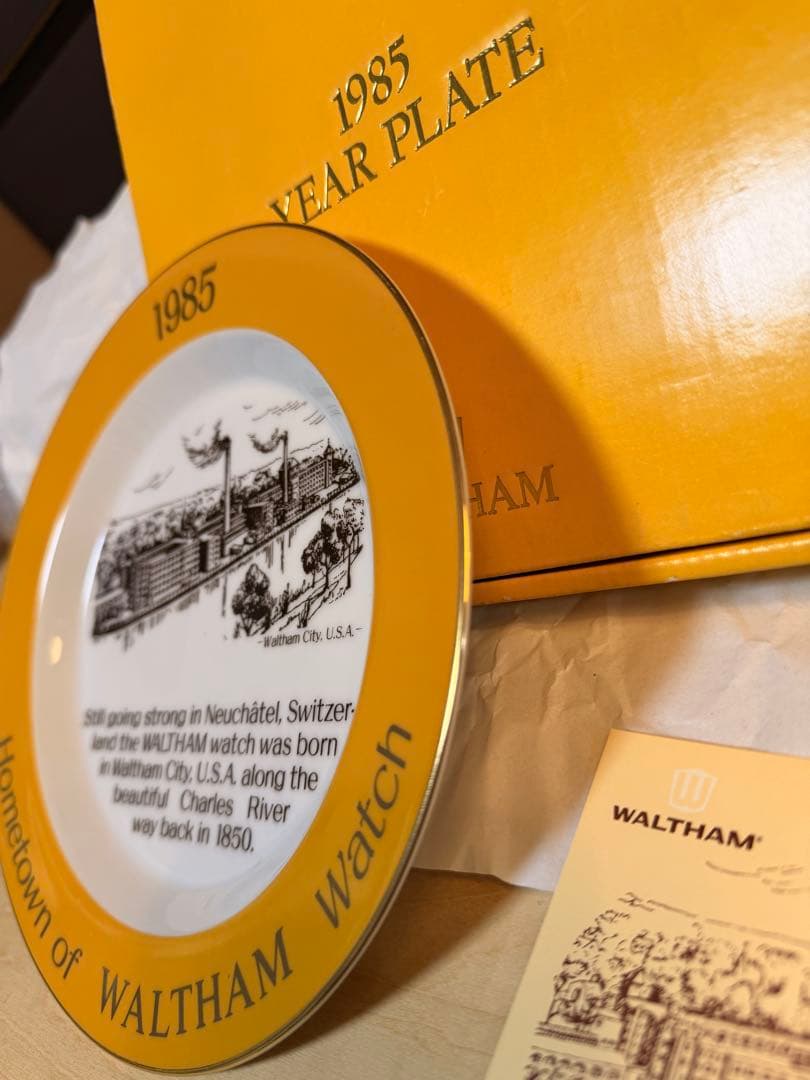 1985
YEAR PLATE
HAM
1985
-Waltham City, U.S.A.-
Still going strong in Neuchâtel, Switzer-
land the WALTHAM watch was born
in Waltham City, U.S.A. along the
beautiful Charles River
way back in 1850.
Hometown of WALTHAM Watch
WALTHAM®